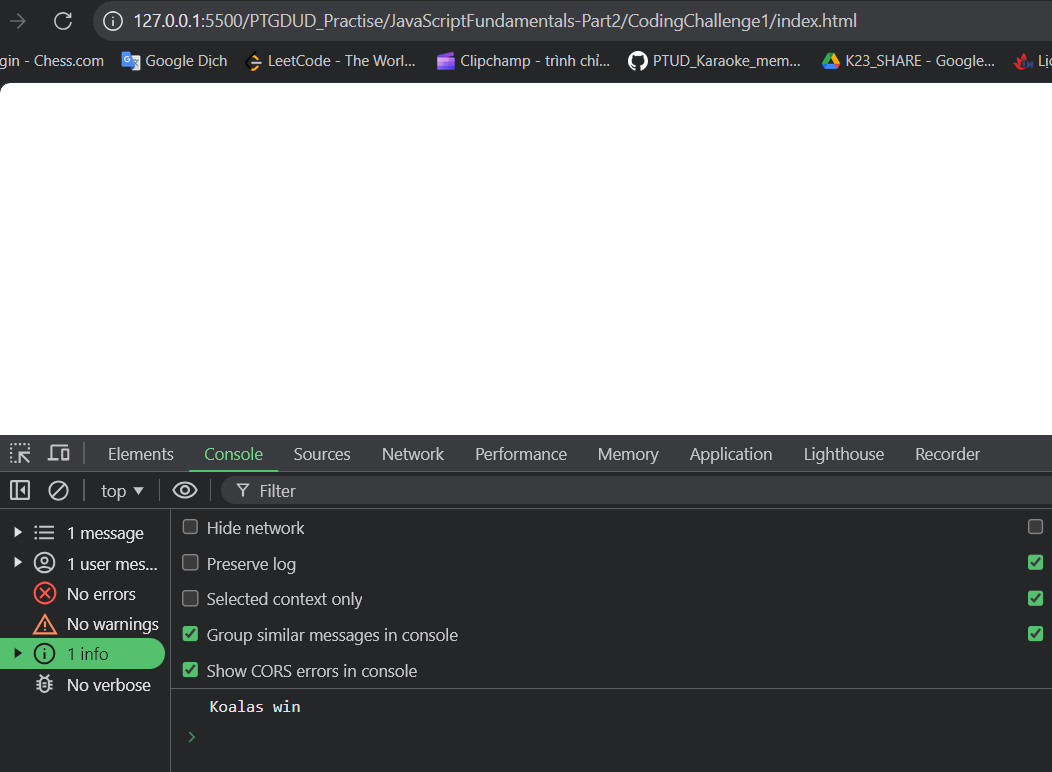 127.0.0.1:5500/PTGDUD_Practise/JavaScriptFundamentals-Part2/CodingChallenge1/index.html
gin - Chess.com Google Dịch LeetCode - The Worl... Clipchamp - trình chỉ... PTUD_Karaoke_mem... K23_SHARE - Google... Lị
Elements Console Sources Network Performance Memory Application Lighthouse Recorder
top Filter
1 message
1 user mes...
No errors
No warnings
1 info
No verbose
Hide network
Preserve log
Selected context only
Group similar messages in console
Show CORS errors in console
Koalas win